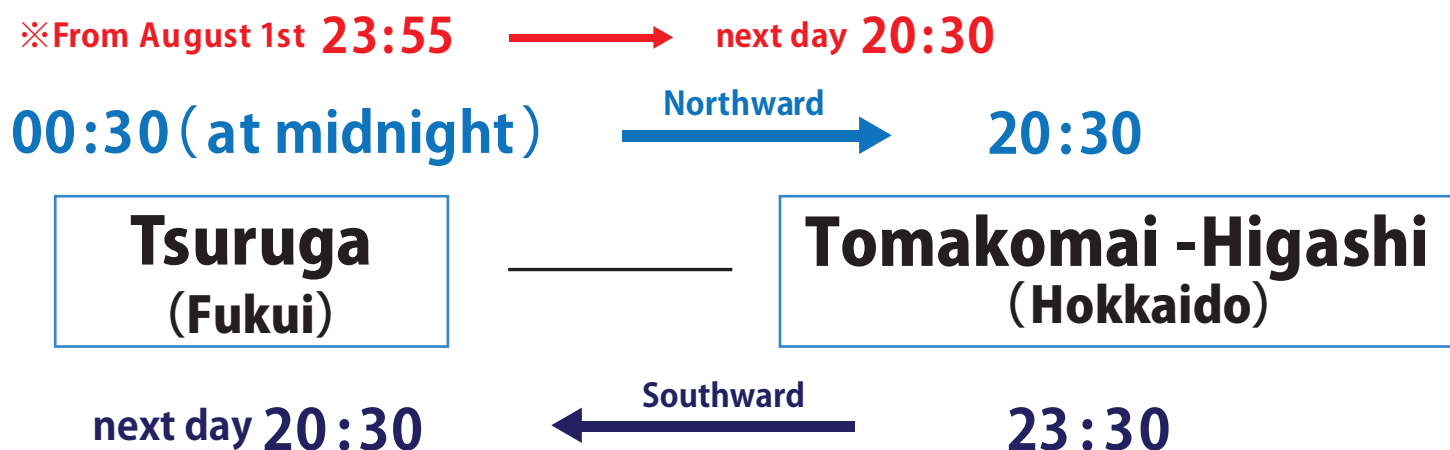 ※From August 1st 23:55 next day 20:30
Northward
00:30(at midnight) 20:30
Tsuruga Tomakomai -Higashi
(Fukui) (Hokkaido)
Southward
next day 20:30 23:30